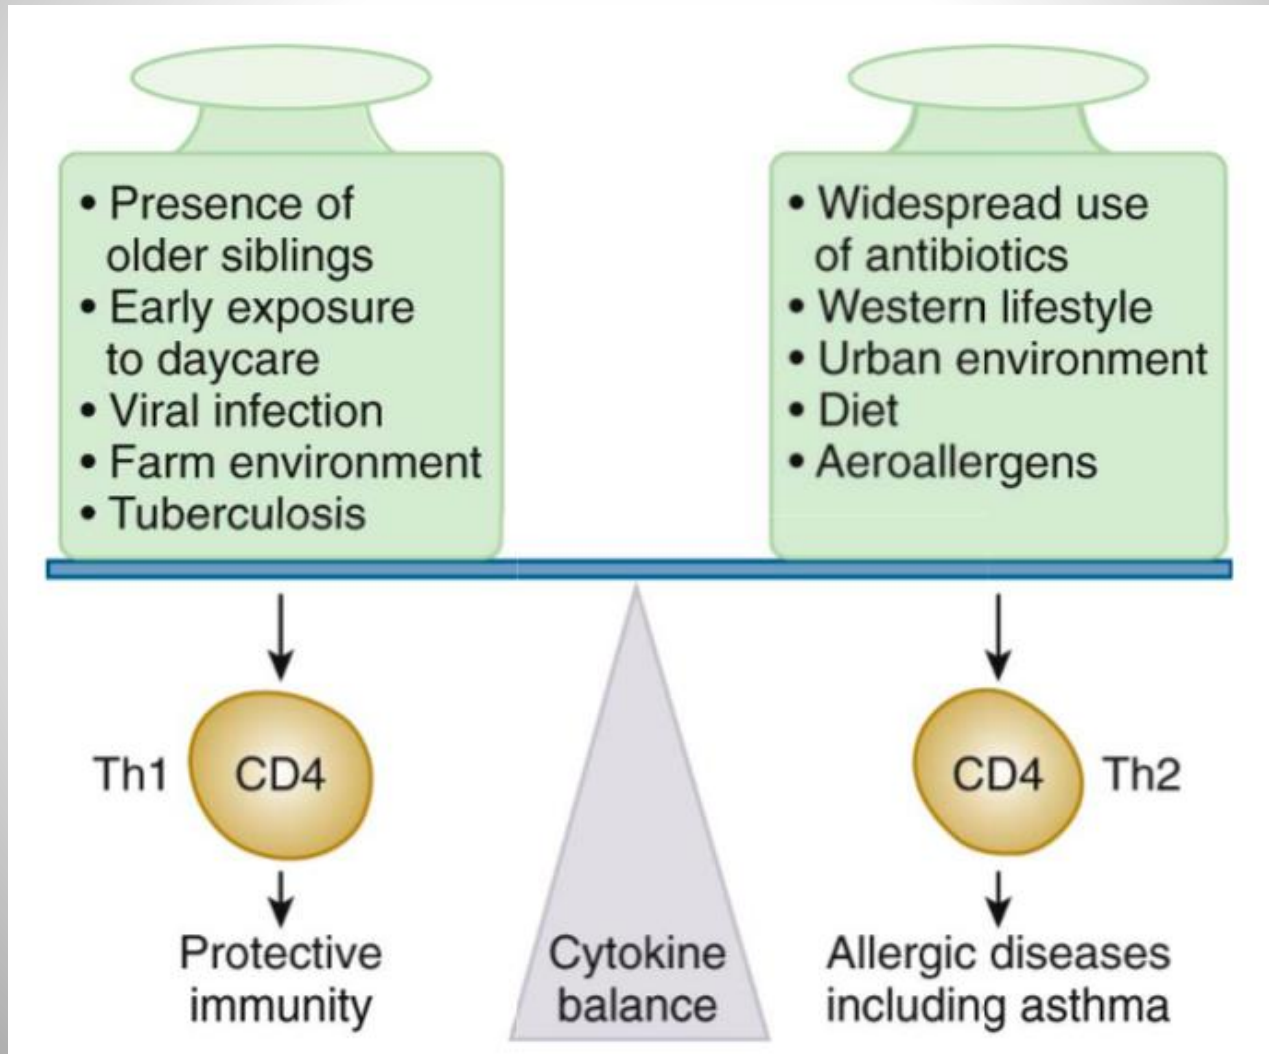 • Presence of
older siblings
• Early exposure
to daycare
• Viral infection
• Farm environment
• Tuberculosis
• Widespread use
of antibiotics
• Western lifestyle
• Urban environment
• Diet
• Aeroallergens
Th1
CD4
CD4
Th2
Protective
immunity
Cytokine
balance
Allergic diseases
including asthma